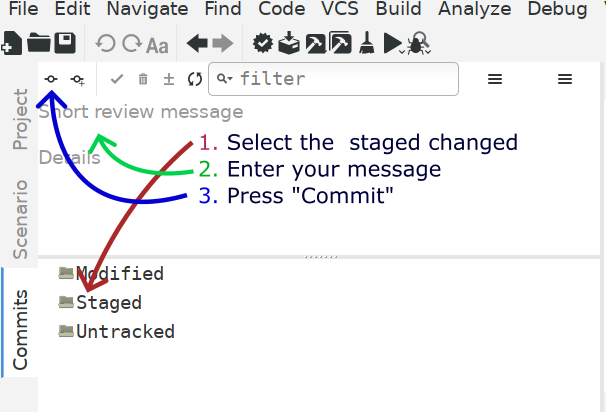 File Edit Navigate Find Code VCS Build Analyze Debug
Aa
filter
Short review message
Details
1. Select the staged changed
2. Enter your message
3. Press "Commit"
Project
Scenario
Commits
Modified
Staged
Untracked